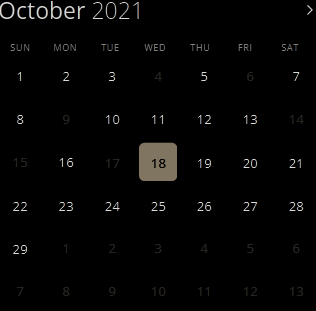 October 2021 >
SUN MON TUE WED THU FRI SAT
1 2 3 4 5 6 7
8 9 10 11 12 13 14
15 16 17 18 19 20 21
22 23 24 25 26 27 28
29 1 2 3 4 5 6
7 8 9 10 11 12 13